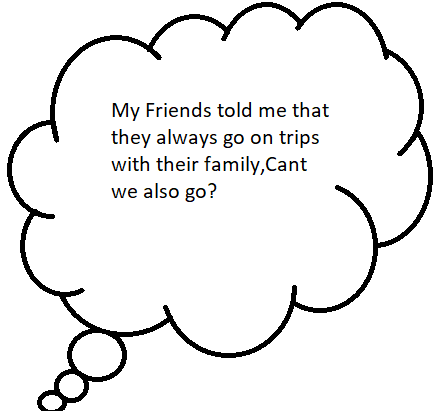 My Friends told me that
they always go on trips
with their family,Cant
we also go?